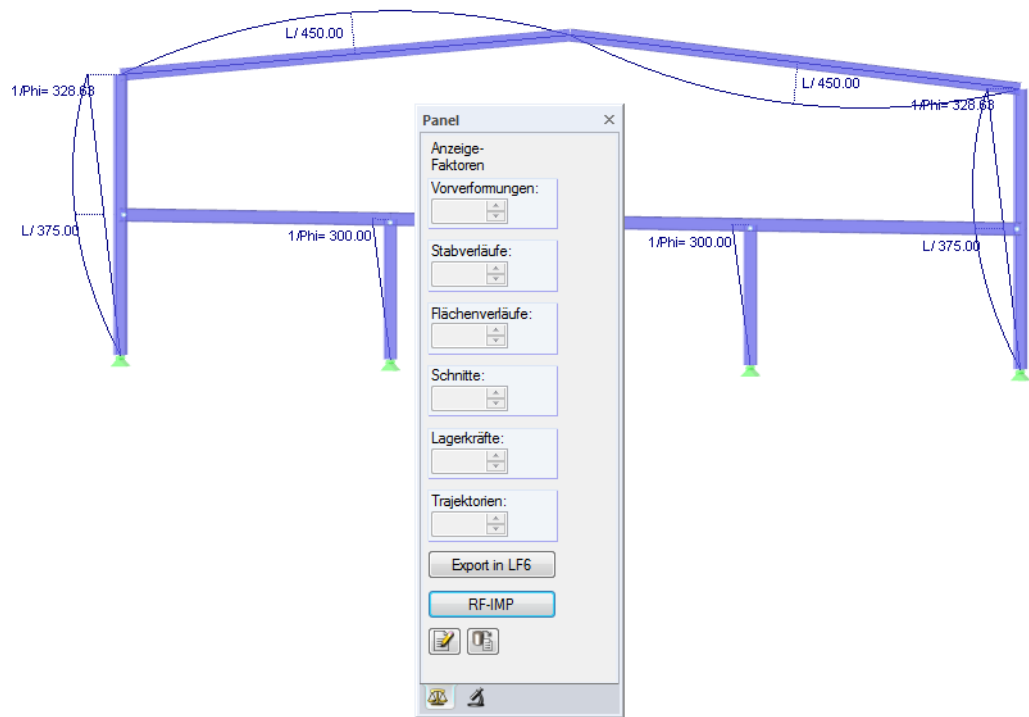 L/ 450.00
L/ 450.00
1/Phi= 328.63
1/Phi= 328.63
Panel
Anzeige-
Faktoren
Vorverformungen:
L/ 375.00
1/Phi= 300.00
1/Phi= 300.00
L/ 375.00
Stabverläufe:
Flächenverläufe:
Schnitte:
Lagerkräfte:
Trajektorien:
Export in LF6
RF-IMP